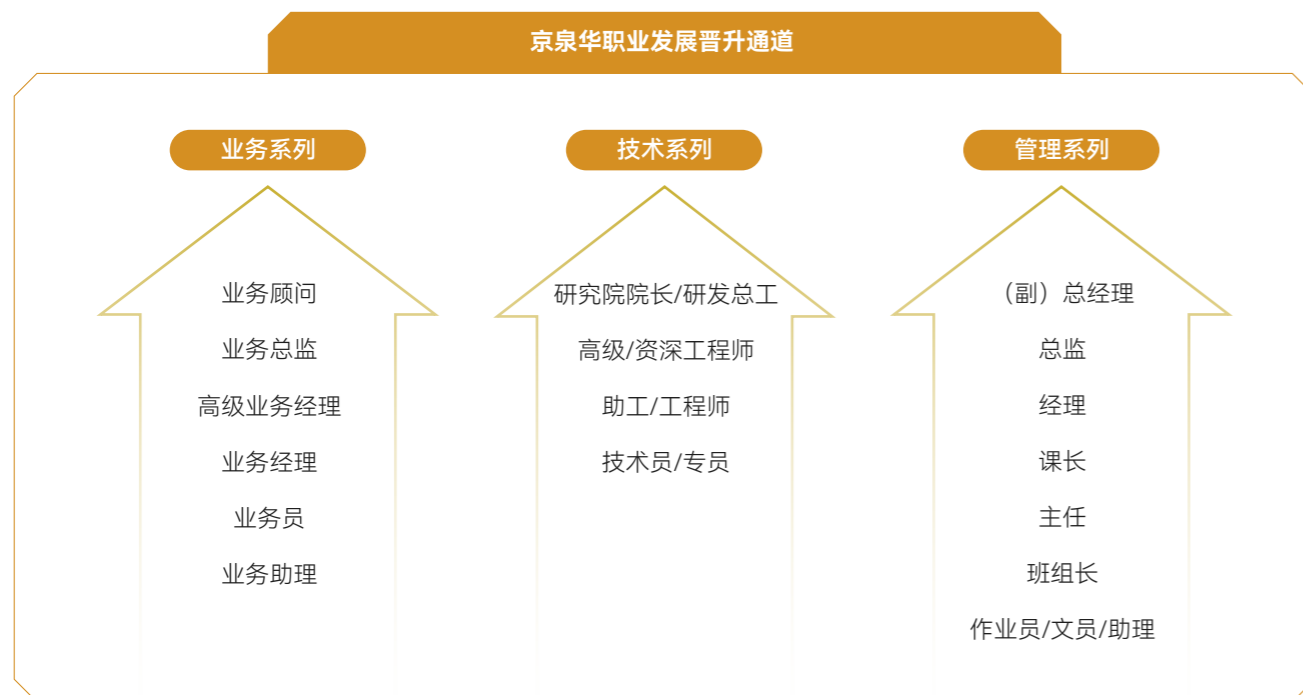 京泉华职业发展晋升通道
业务系列
业务顾问
业务总监
高级业务经理
业务经理
业务员
业务助理
技术系列
研究院院长/研发总工
高级/资深工程师
助工/工程师
技术员/专员
管理系列
（副）总经理
总监
经理
课长
主任
班组长
作业员/文员/助理